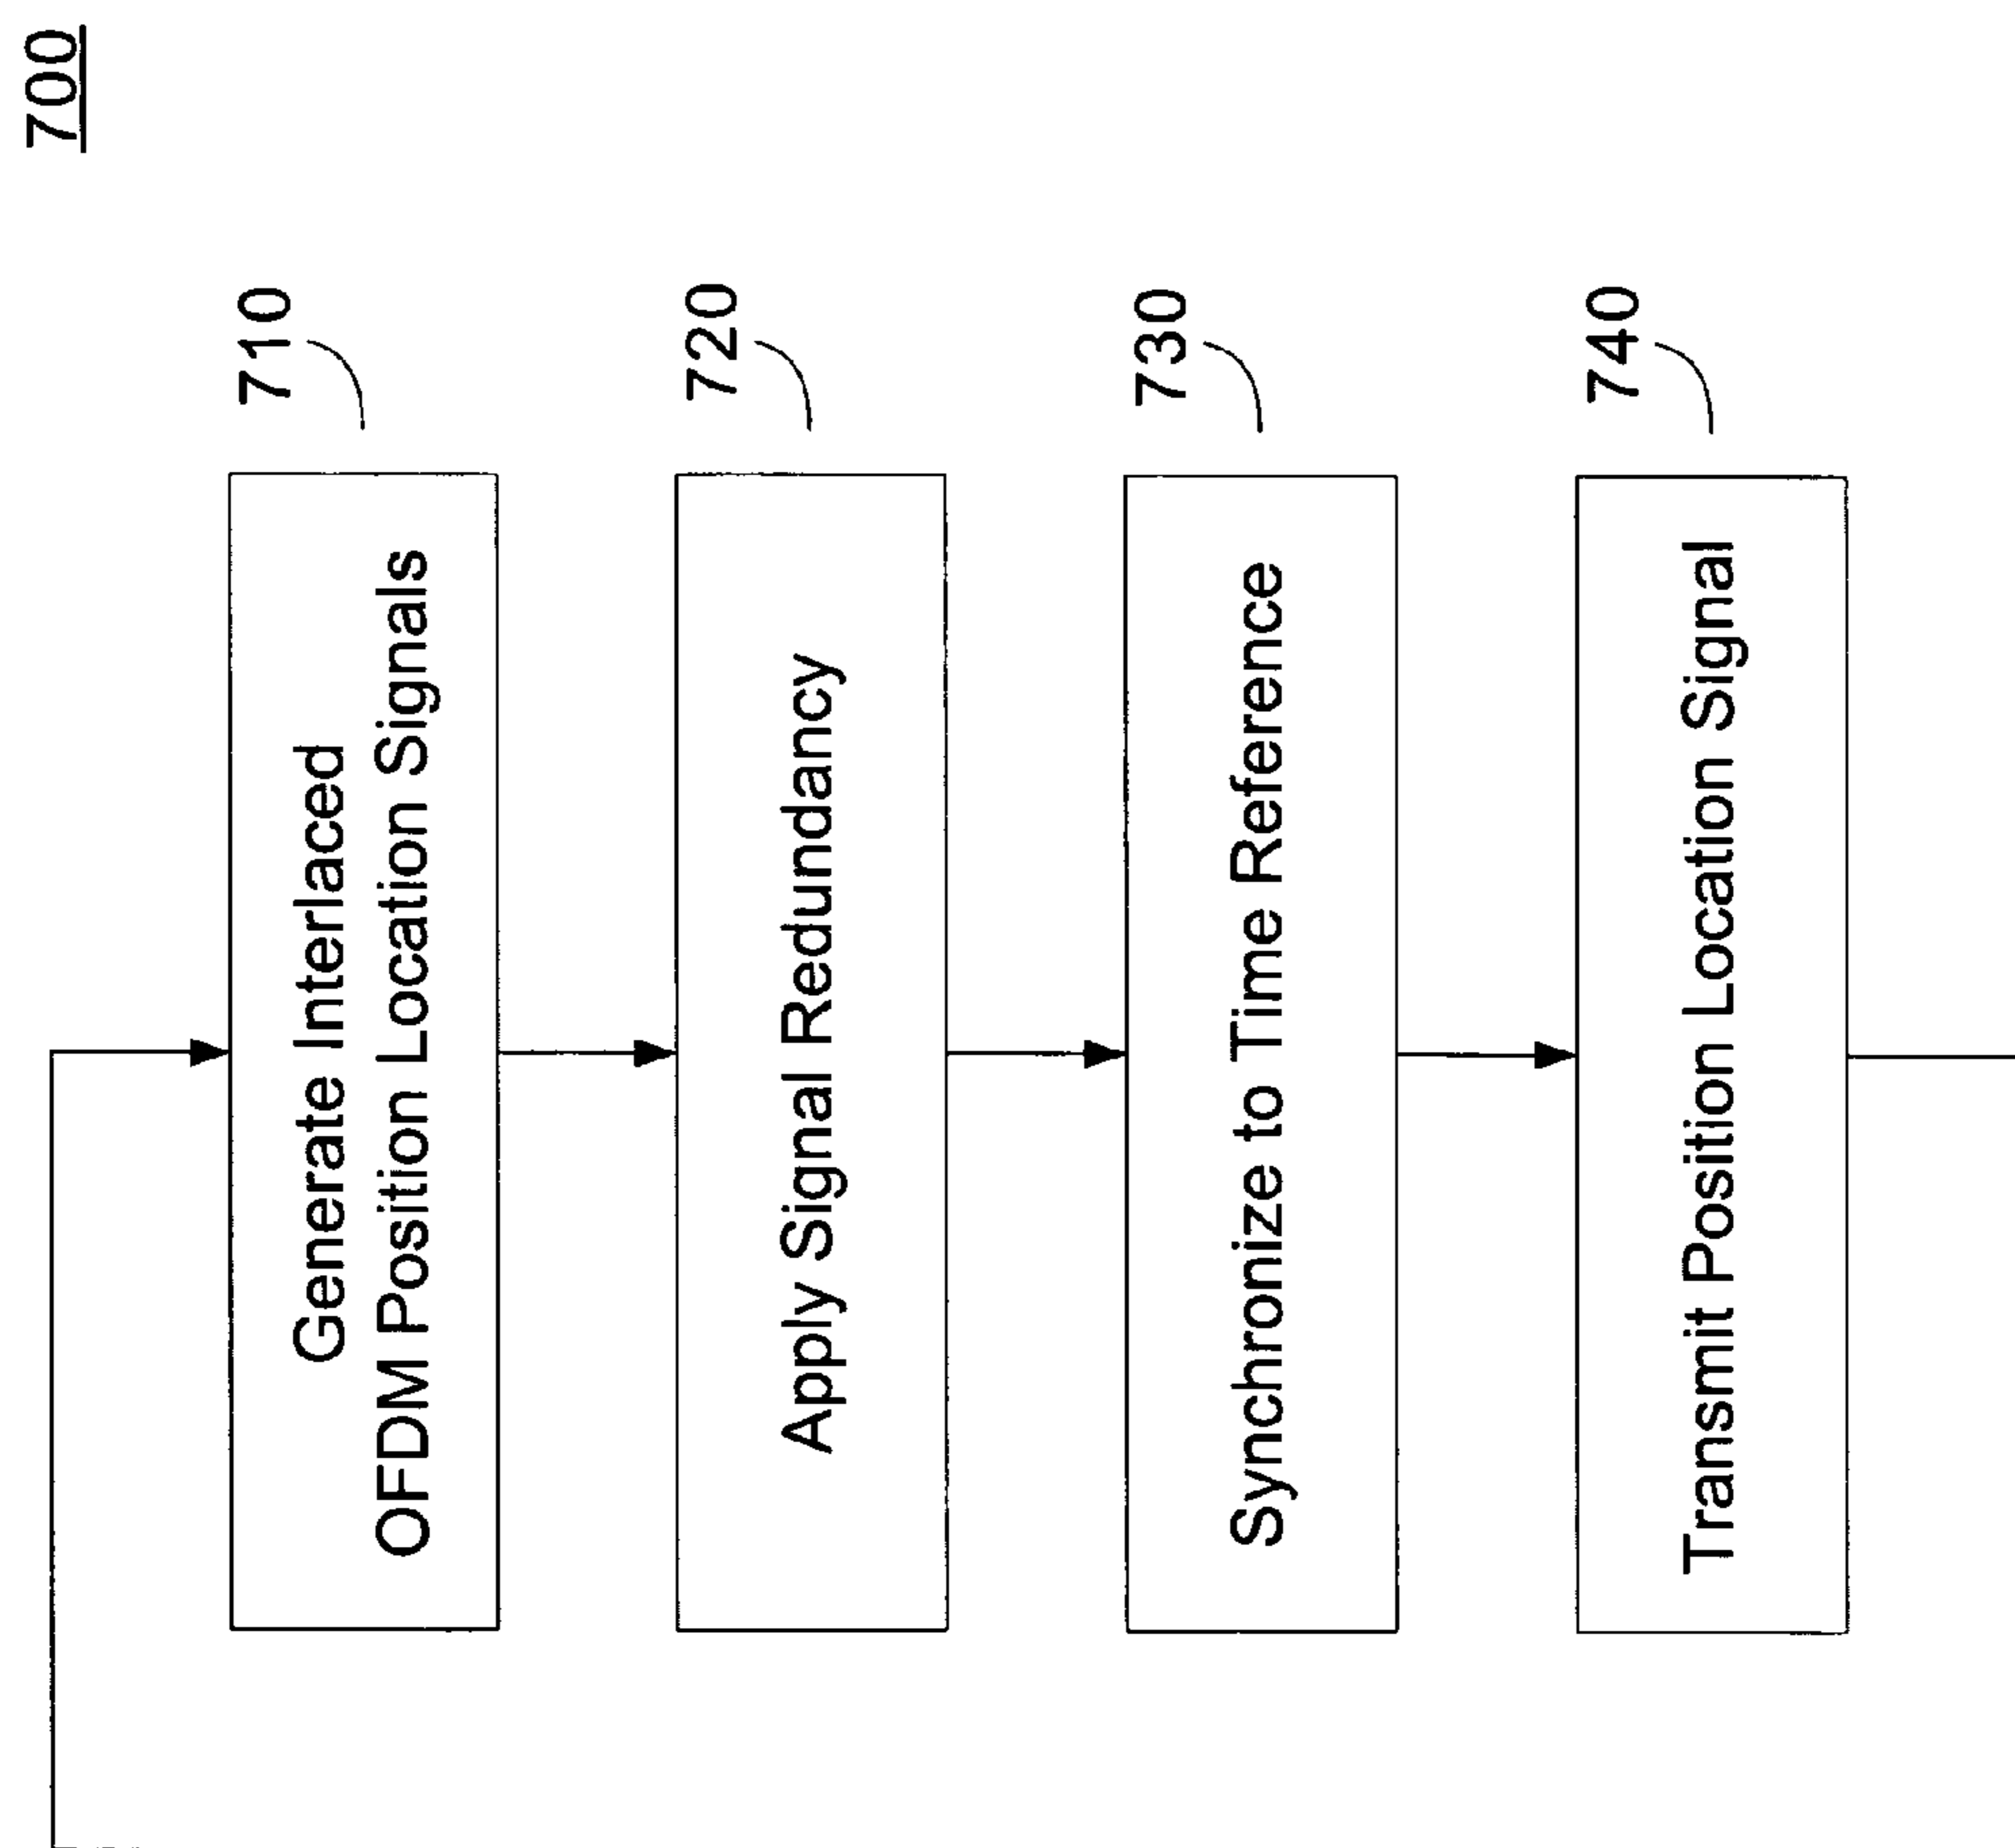 700
710
Generate Interlaced
OFDM Position Location Signals
720
Apply Signal Redundancy
730
Synchronize to Time Reference
740
Transmit Position Location Signal